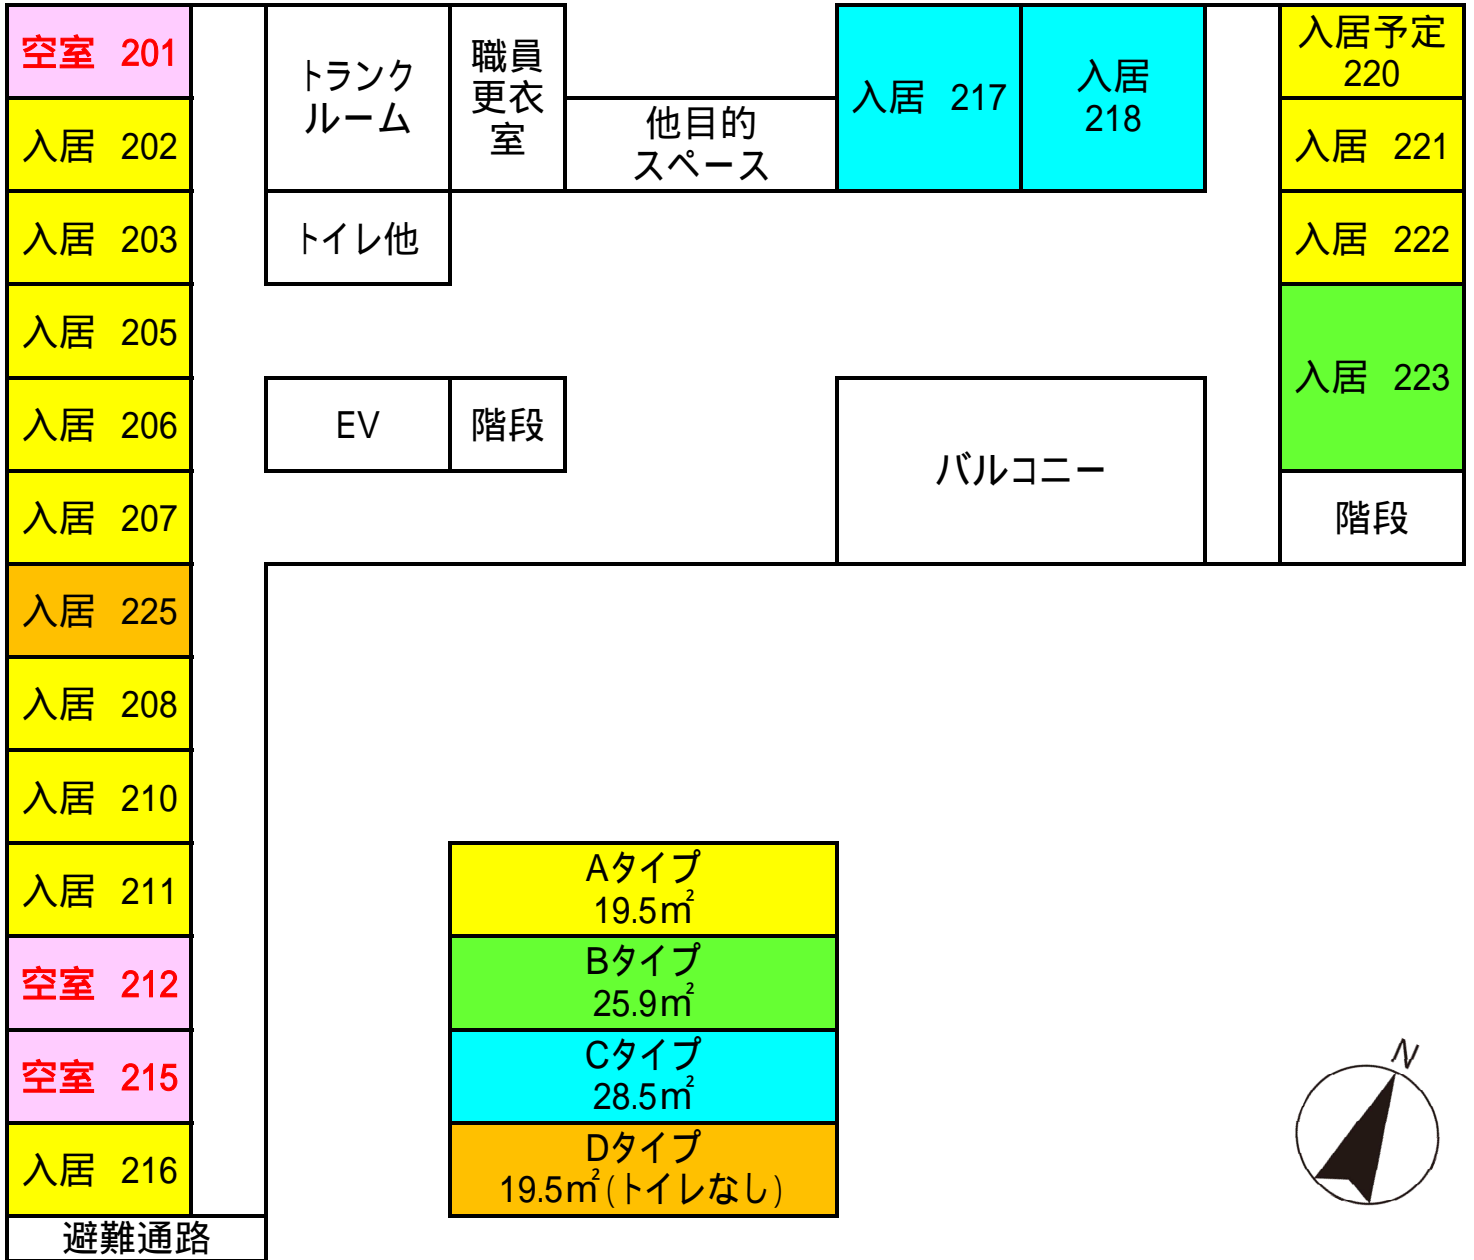 空室 201
入居 202
入居 203
入居 205
入居 206
入居 207
入居 225
入居 208
入居 210
入居 211
空室 212
空室 215
入居 216
避難通路
トランク
ルーム
職員
更衣
室
他目的
スペース
トイレ他
EV
階段
入居 217
入居
218
バルコニー
入居予定
220
入居 221
入居 222
入居 223
階段
Aタイプ
19.5㎡
Bタイプ
25.9㎡
Cタイプ
28.5㎡
Dタイプ
19.5㎡(トイレなし)
N